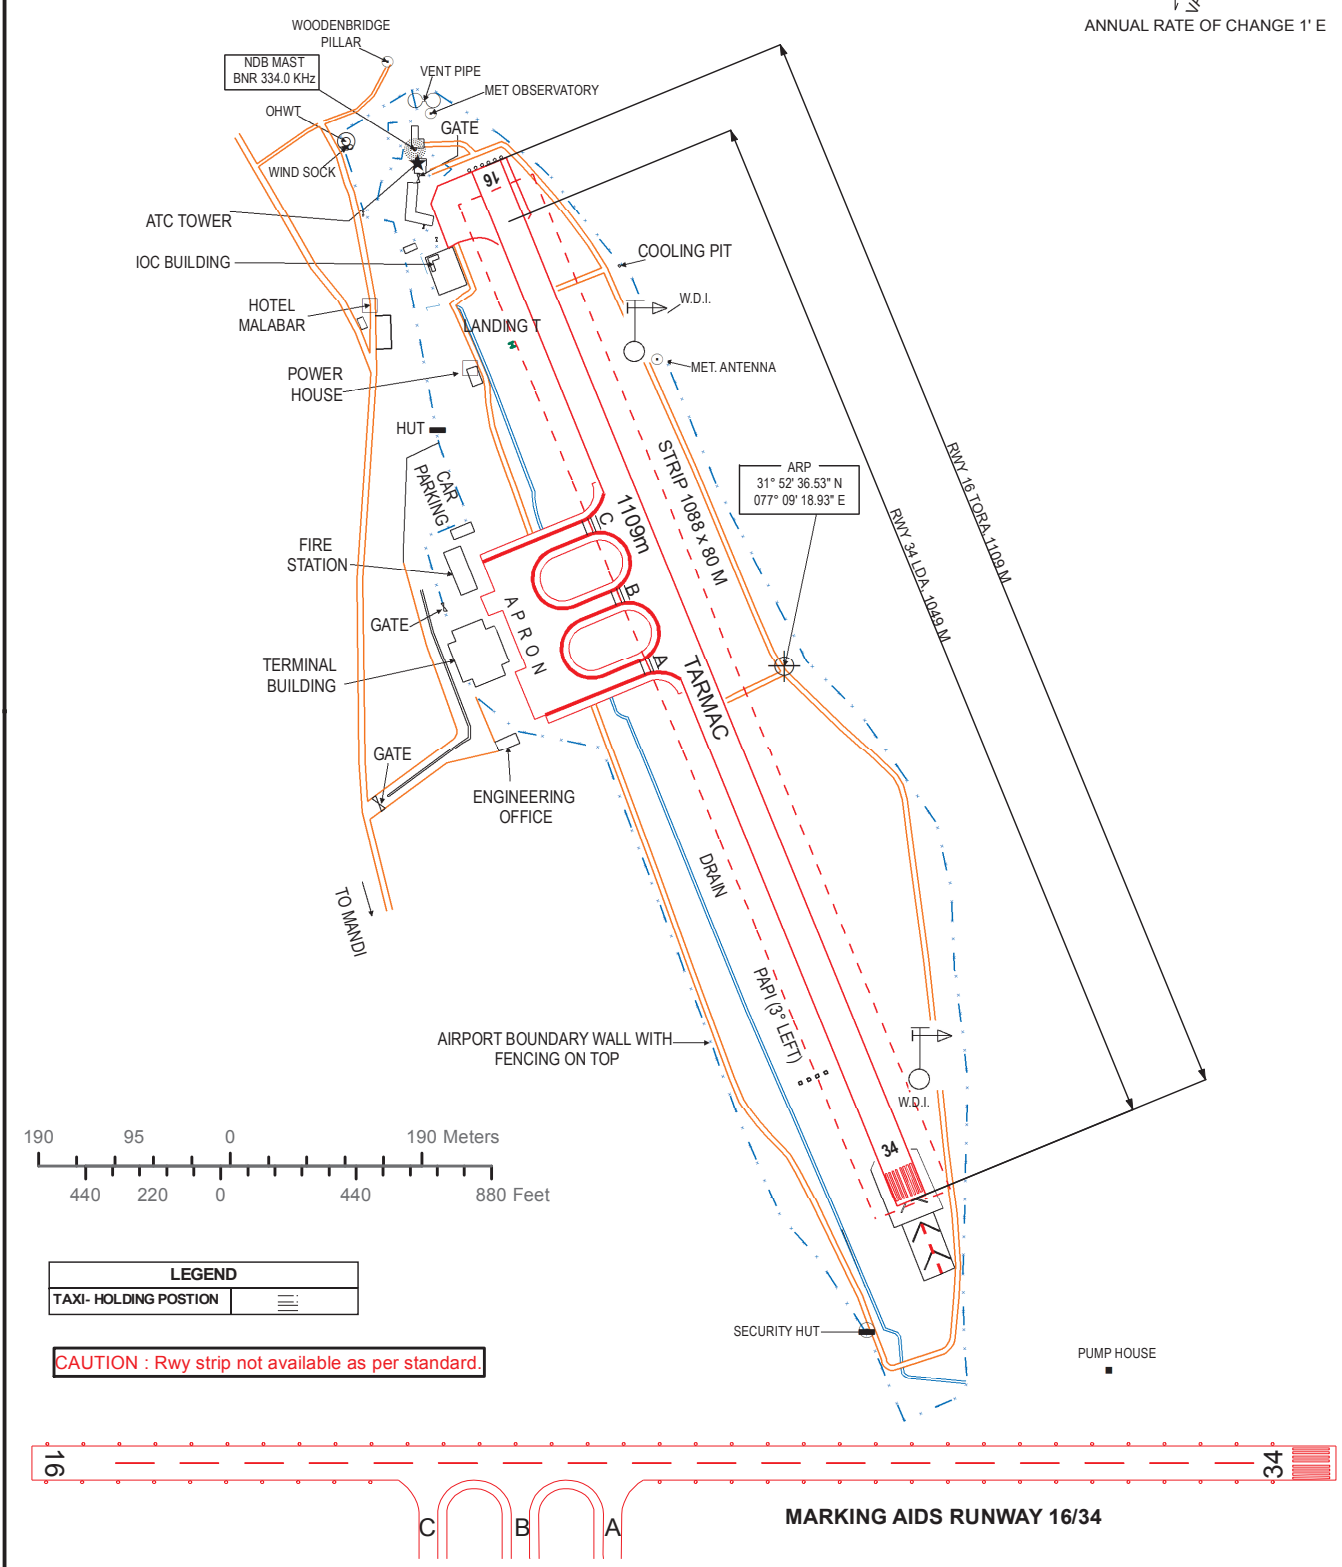 ANNUAL RATE OF CHANGE 1' E
WOODENBRIDGE
PILLAR
NDB MAST
BNR 334.0 KHz
VENT PIPE
MET OBSERVATORY
OHWT
GATE
WIND SOCK
16
ATC TOWER
IOC BUILDING
COOLING PIT
HOTEL
MALABAR
W.D.I.
LANDING T
POWER
HOUSE
MET. ANTENNA
HUT
CAR
PARKING
STRIP 1088 x 80 M
1109m
ARP
31° 52' 36.53" N
077° 09' 18.93" E
RWY 16 TORA, 1109 M
RWY 34 LDA, 1049 M
FIRE
STATION
C
B
A
APRON
GATE
TERMINAL
BUILDING
TARMAC
GATE
ENGINEERING
OFFICE
DRAIN
TO MANDI
PAPI (3° LEFT)
AIRPORT BOUNDARY WALL WITH
FENCING ON TOP
W.D.I.
34
190 95 0 190 Meters
440 220 0 440 880 Feet
LEGEND
TAXI- HOLDING POSTION
SECURITY HUT
PUMP HOUSE
CAUTION : Rwy strip not available as per standard.
16
34
C
B
A
MARKING AIDS RUNWAY 16/34